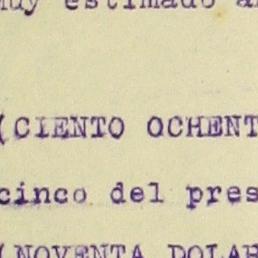 muy estimado a
(CIENTO OCHENT
cinco del pres
(NOVENTA DOLAR